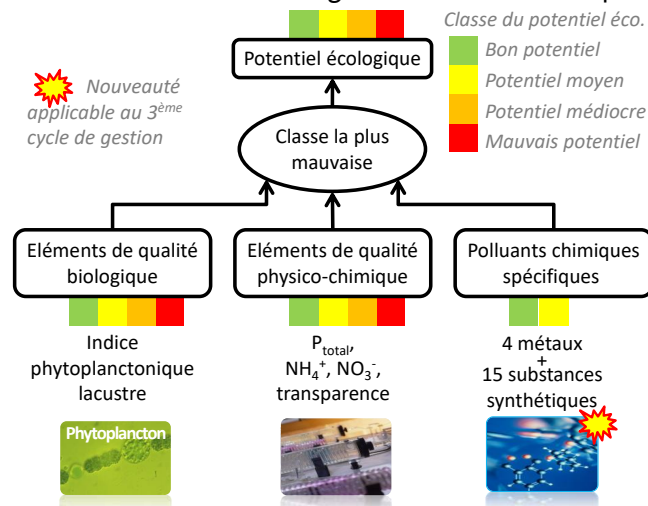 Classe du potentiel éco.
Bon potentiel
Potentiel moyen
Potentiel médiocre
Mauvais potentiel
Potentiel écologique
Nouveauté
applicable au 3ème
cycle de gestion
Classe la plus
mauvaise
Eléments de qualité
biologique
Eléments de qualité
physico-chimique
Polluants chimiques
spécifiques
Indice
phytoplanctonique
lacustre
Ptotal,
NH4+, NO3-,
transparence
4 métaux
+
15 substances
synthétiques
Phytoplancton